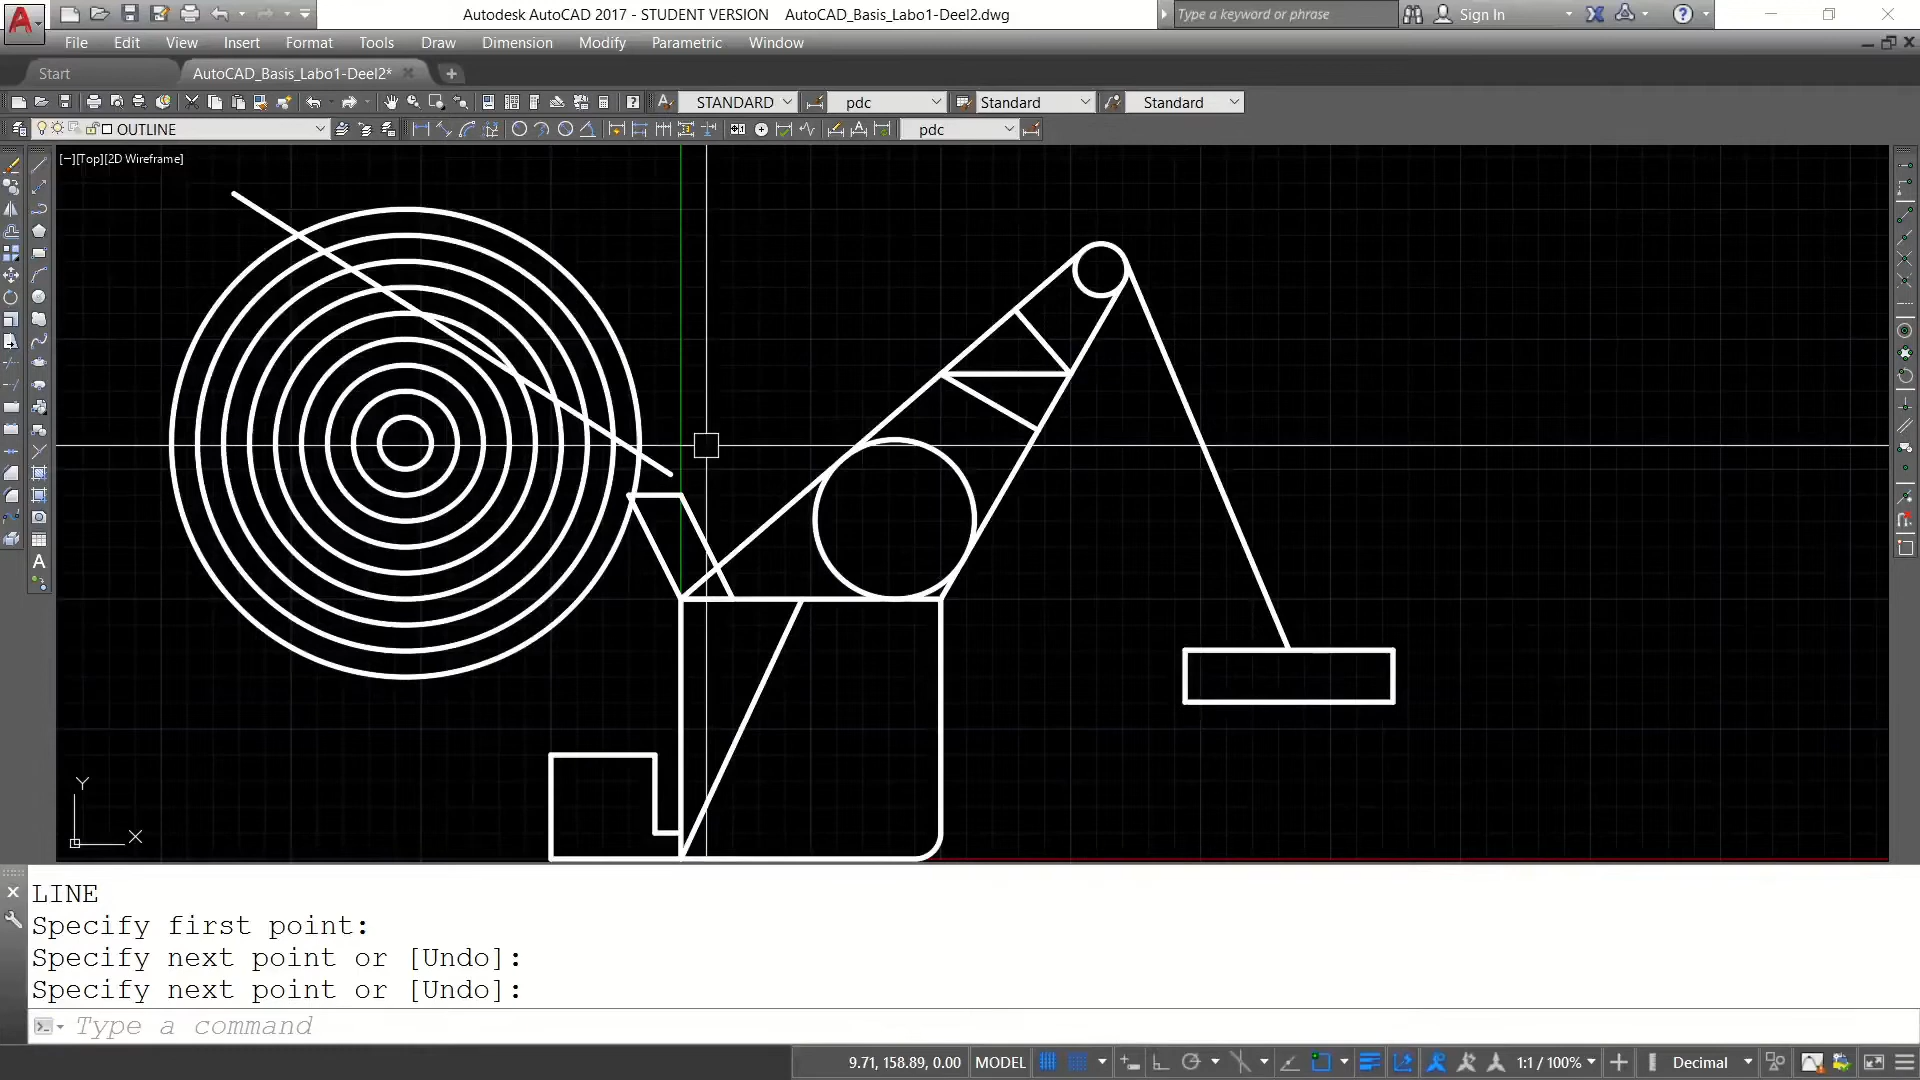 Autodesk AutoCAD 2017 - STUDENT VERSION AutoCAD_Basis_Labo1-Deel2.dwg
Type a keyword or phrase
Sign In
File Edit View Insert Format Tools Draw Dimension Modify Parametric Window
Start
AutoCAD_Basis_Labo1-Deel2*
STANDARD pdc Standard Standard
OUTLINE pdc
[−][Top][2D Wireframe]
A
Y
X
LINE
Specify first point:
Specify next point or [Undo]:
Specify next point or [Undo]:
Type a command
9.71, 158.89, 0.00 MODEL 1:1 / 100% Decimal